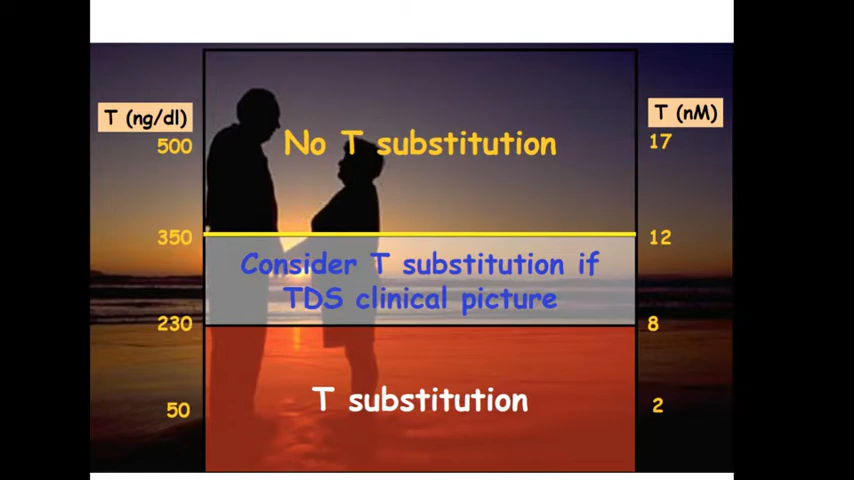 T (ng/dl)
T (nM)
500
No T substitution
17
350
12
Consider T substitution if
TDS clinical picture
230
8
50
T substitution
2